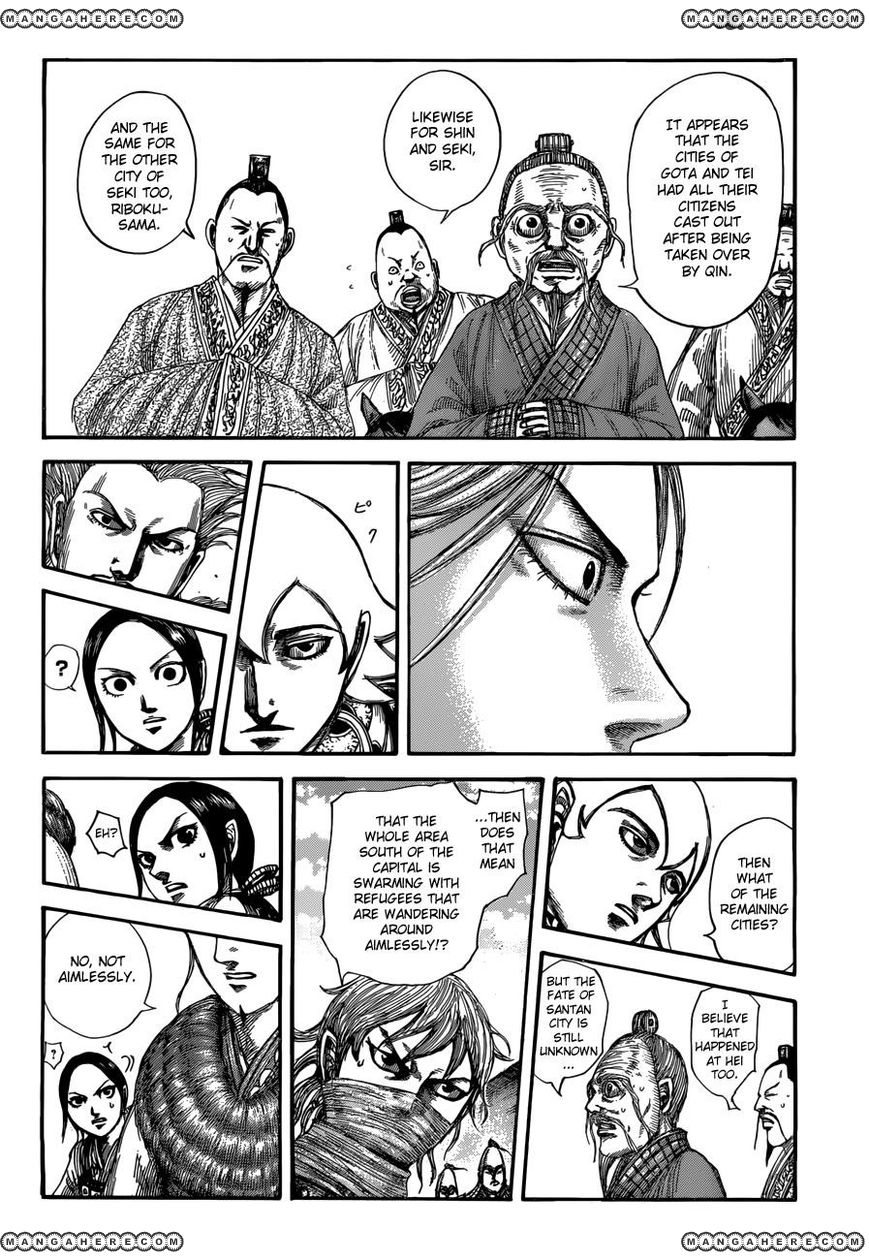 MANGAHERE.COM
MANGAHERE.COM
IT APPEARS
THAT THE
CITIES OF
GOTA AND TEI
HAD ALL THEIR
CITIZENS
CAST OUT
AFTER BEING
TAKEN OVER
BY QIN.
LIKEWISE
FOR SHIN
AND SEKI,
SIR.
AND THE
SAME FOR
THE OTHER
CITY OF
SEKI TOO,
RIBOKU-
SAMA.
ピク
?
THEN
WHAT
OF THE
REMAINING
CITIES?
I
BELIEVE
THAT
HAPPENED
AT HEI
TOO.
BUT THE
FATE OF
SANTAN
CITY IS
STILL
UNKNOWN
...
...THEN
DOES
THAT
MEAN
THAT THE
WHOLE AREA
SOUTH OF THE
CAPITAL IS
SWARMING WITH
REFUGEES THAT
ARE WANDERING
AROUND
AIMLESSLY!?
EH?
NO, NOT
AIMLESSLY.
?
MANGAHERE.COM
MANGAHERE.COM